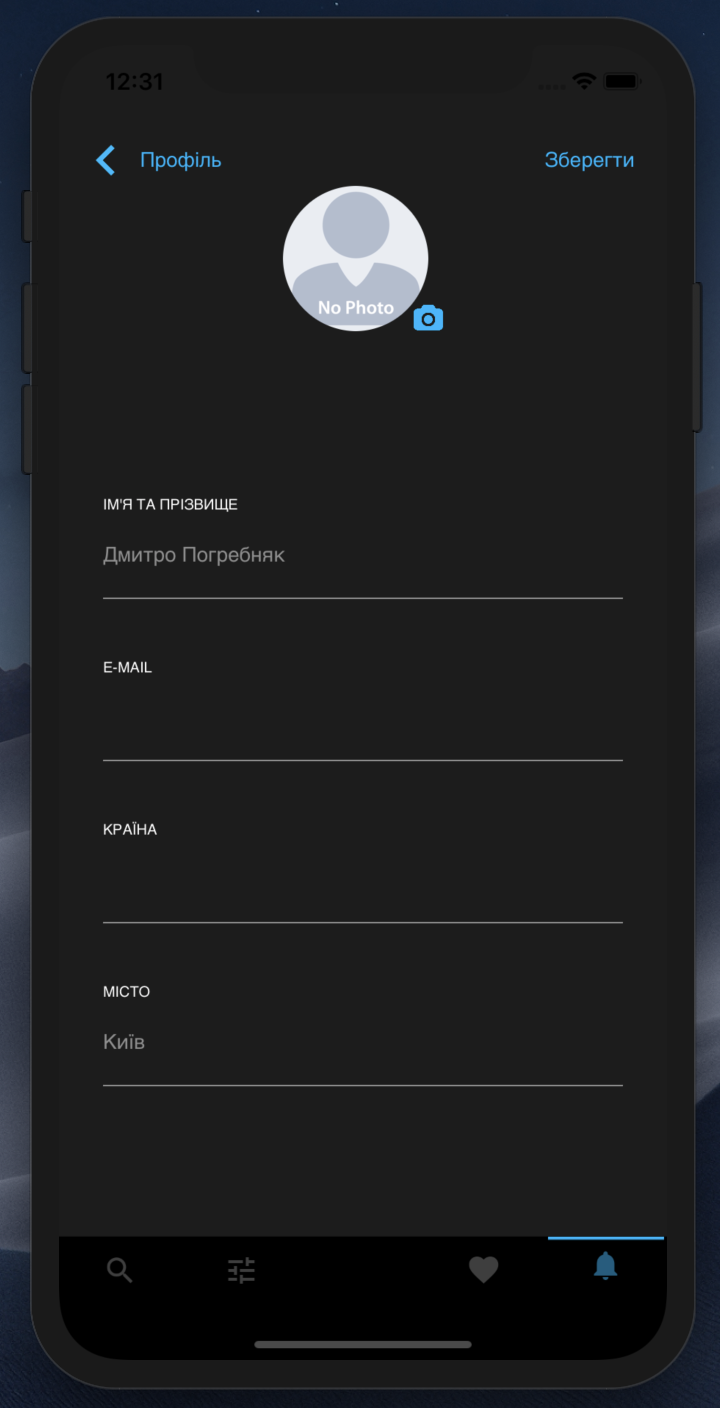 12:31
Профіль
Зберегти
No Photo
ІМ'Я ТА ПРІЗВИЩЕ
Дмитро Погребняк
E-MAIL
КРАЇНА
МІСТО
Київ